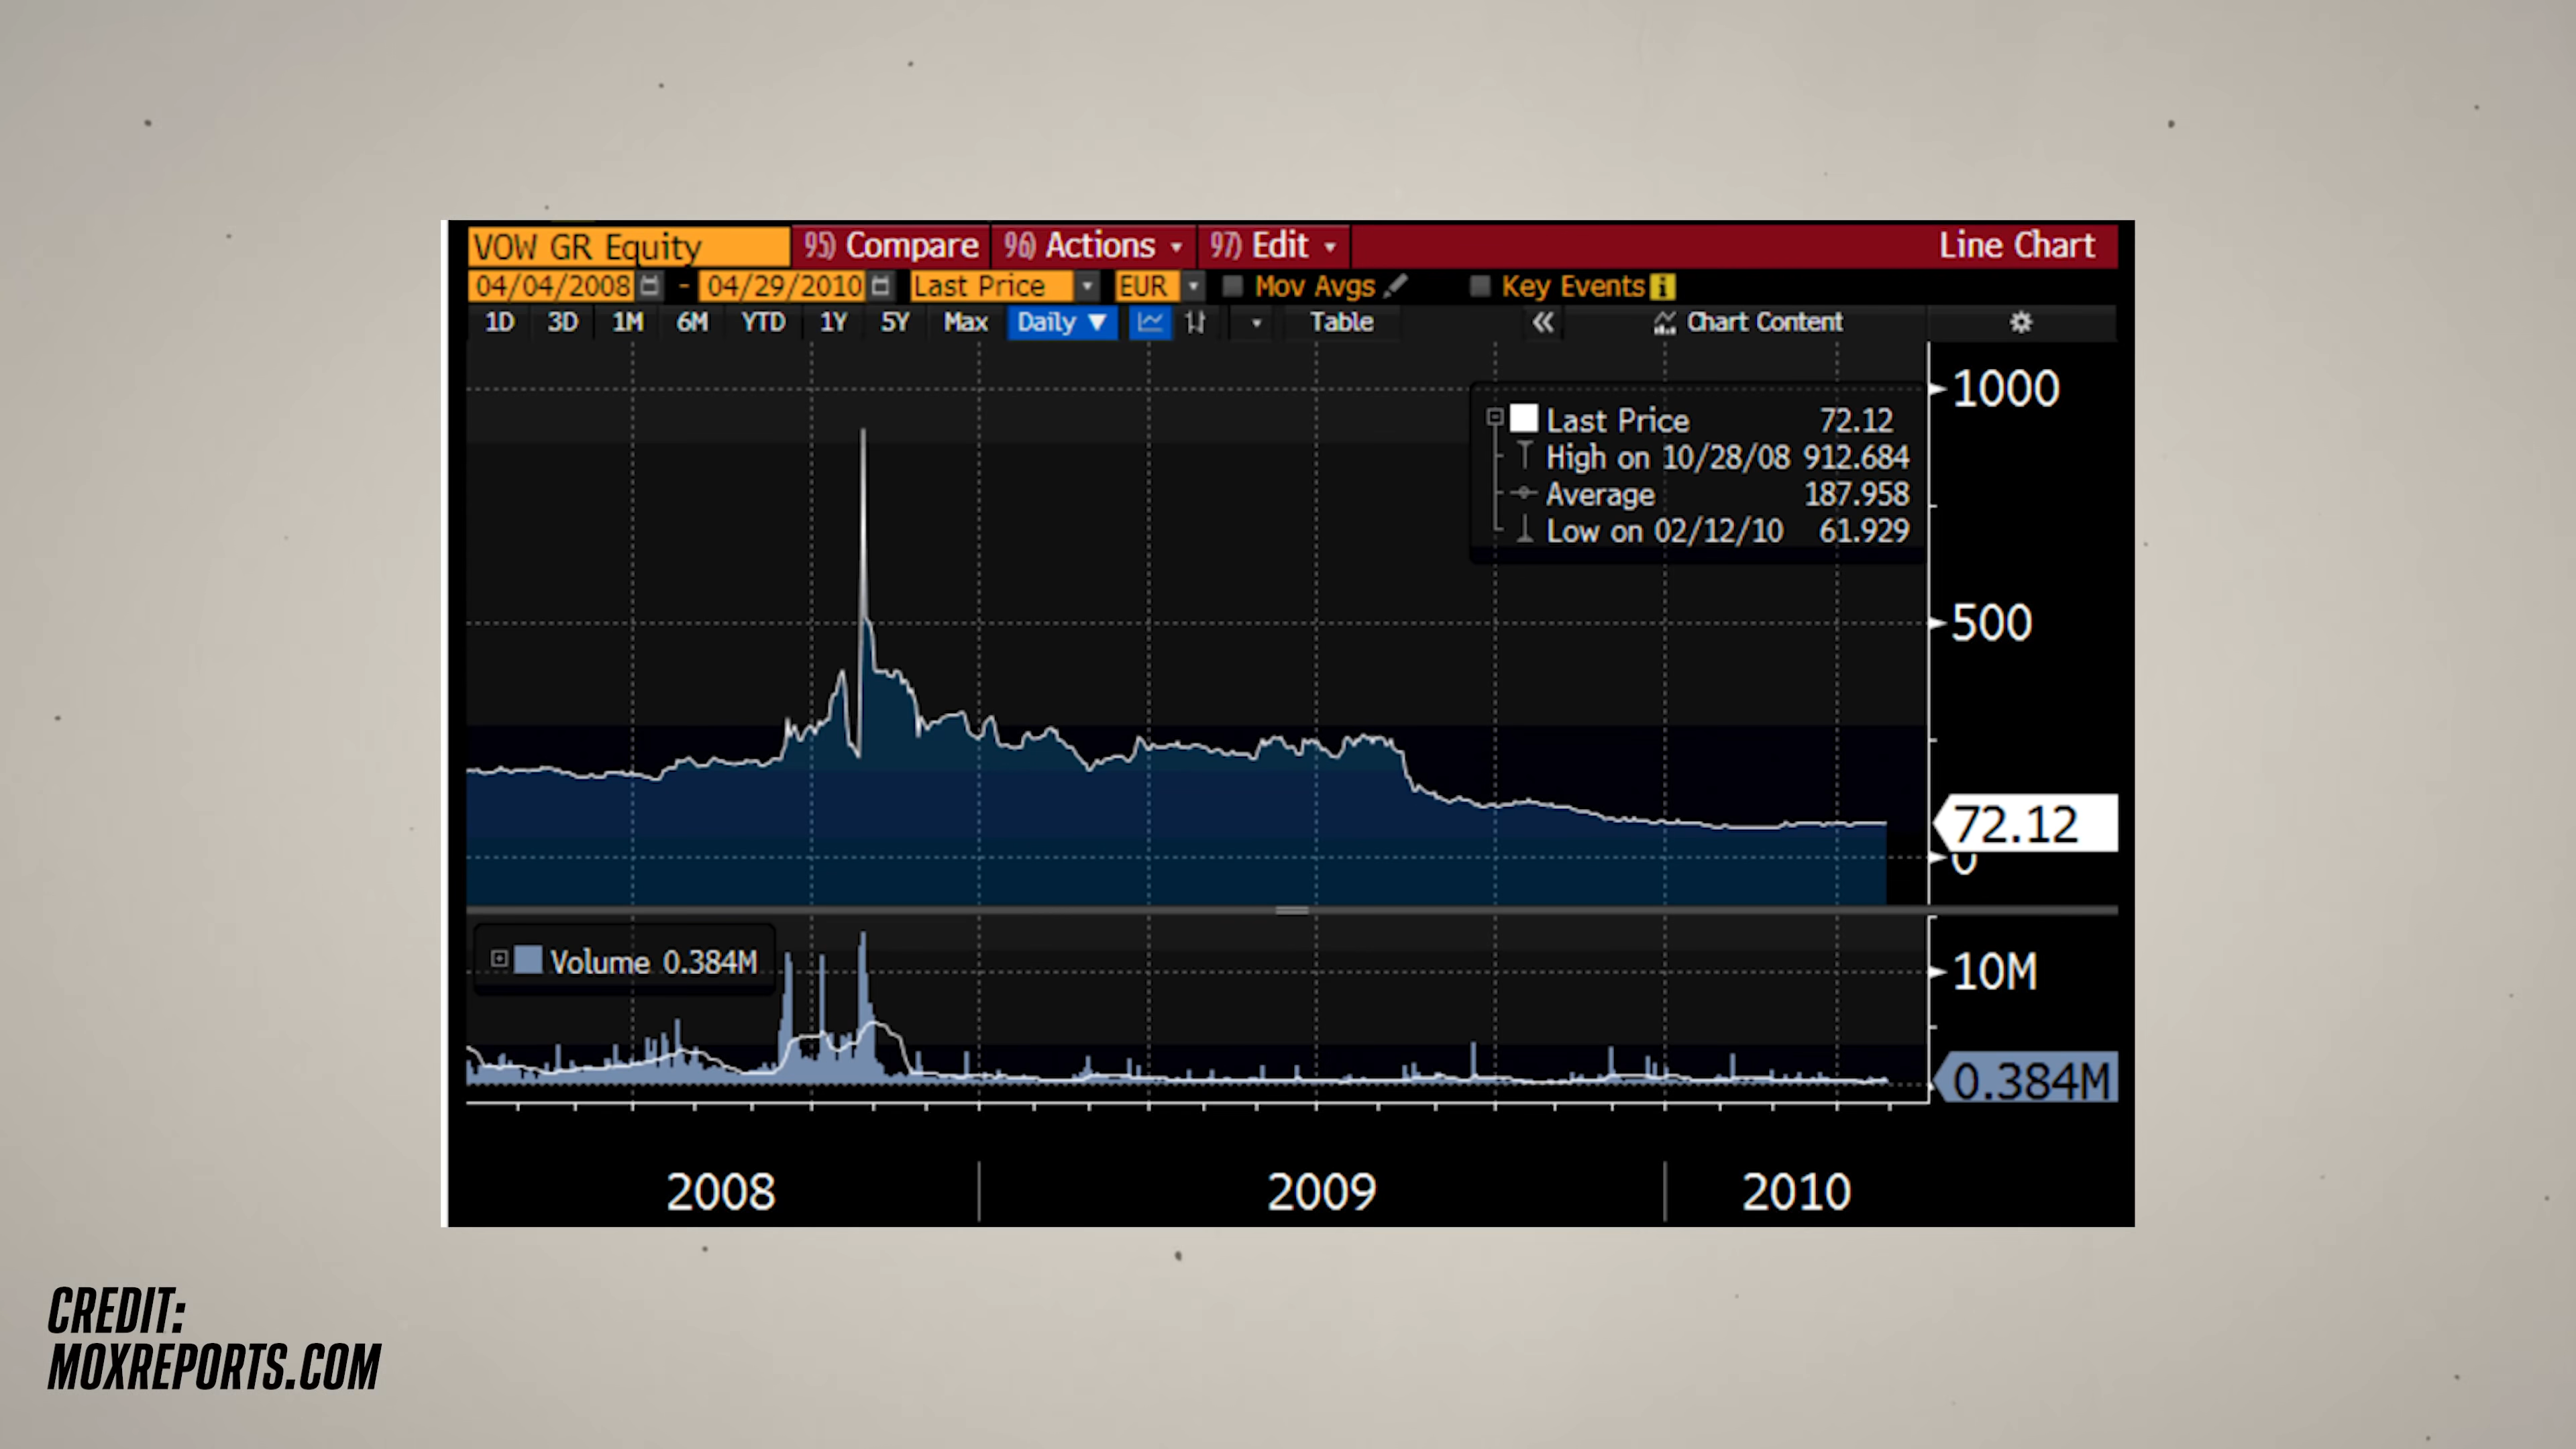 VOW GR Equity 95) Compare 96) Actions 97) Edit Line Chart
04/04/2008 - 04/29/2010 Last Price EUR Mov Avgs Key Events i
1D 3D 1M 6M YTD 1Y 5Y Max Daily ▼ Table « Chart Content
1000
Last Price 72.12
High on 10/28/08 912.684
Average 187.958
Low on 02/12/10 61.929
500
72.12
0
Volume 0.384M
10M
0.384M
2008 2009 2010
CREDIT:
MOXREPORTS.COM